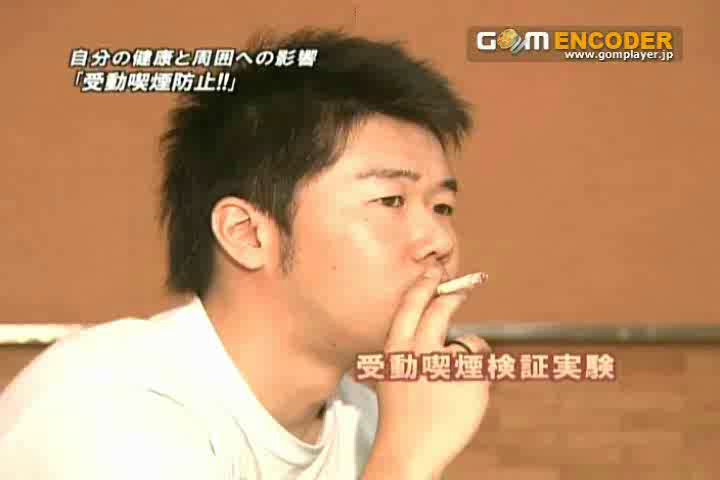 自分の健康と周囲への影響
「受動喫煙防止!!」
GOM ENCODER
www.gomplayer.jp
受動喫煙検証実験